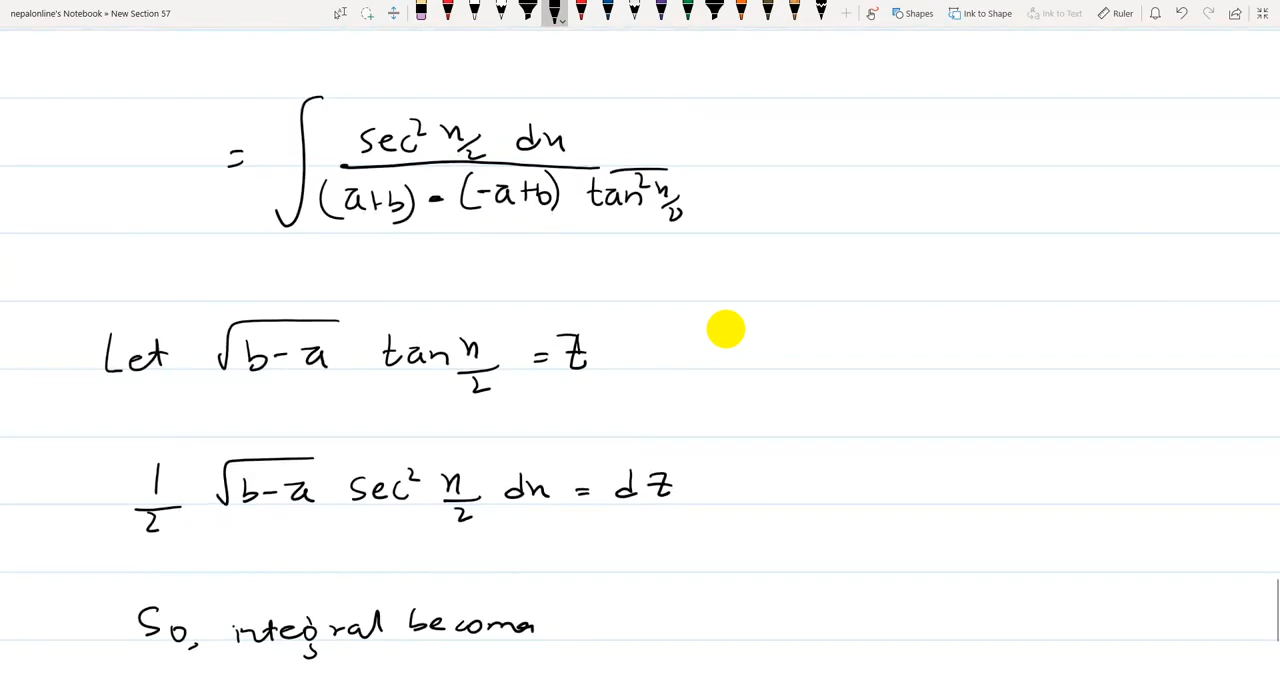 nepalonline's Notebook » New Section 57
Shapes Ink to Shape Ink to Text Ruler
= ∫ sec² x/2 dx / (a+b) - (-a+b) tan² x/2
Let √b-a tan x/2 = Z
1/2 √b-a sec² x/2 dx = dZ
So, integral becomes